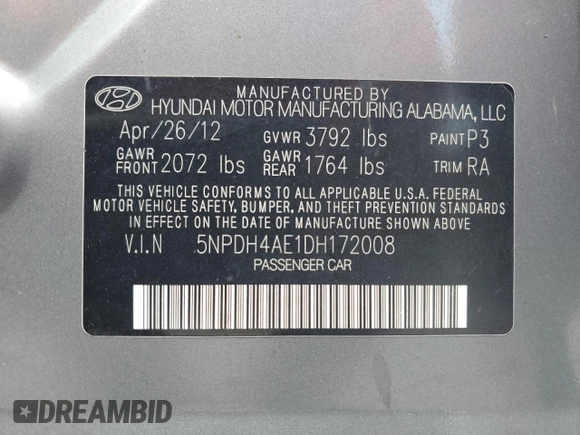 MANUFACTURED BY
HYUNDAI MOTOR MANUFACTURING ALABAMA, LLC
Apr/26/12 GVWR 3792 lbs PAINT P3
GAWR FRONT 2072 lbs GAWR REAR 1764 lbs TRIM RA
THIS VEHICLE CONFORMS TO ALL APPLICABLE U.S.A. FEDERAL
MOTOR VEHICLE SAFETY, BUMPER, AND THEFT PREVENTION STANDARDS
IN EFFECT ON THE DATE OF MANUFACTURE SHOWN ABOVE.
V.I.N 5NPDH4AE1DH172008
PASSENGER CAR
DREAMBID